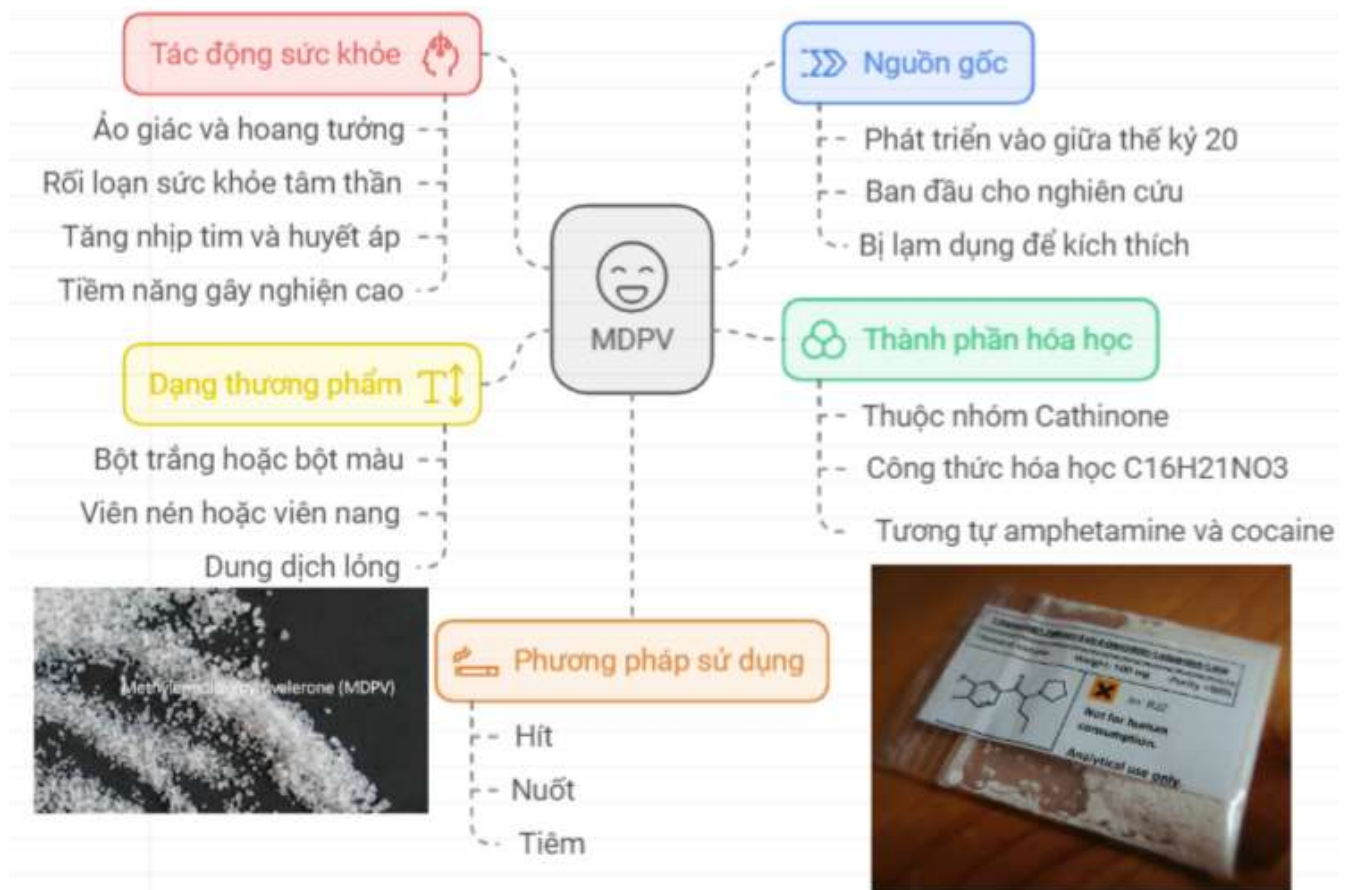 Tác động sức khỏe
Ảo giác và hoang tưởng
Rối loạn sức khỏe tâm thần
Tăng nhịp tim và huyết áp
Tiềm năng gây nghiện cao
Dạng thương phẩm
Bột trắng hoặc bột màu
Viên nén hoặc viên nang
Dung dịch lỏng
MDPV
Nguồn gốc
Phát triển vào giữa thế kỷ 20
Ban đầu cho nghiên cứu
Bị lạm dụng để kích thích
Thành phần hóa học
Thuộc nhóm Cathinone
Công thức hóa học C16H21NO3
Tương tự amphetamine và cocaine
Phương pháp sử dụng
Hít
Nuốt
Tiêm
(MDPV)
Weight: 100 mg
Purity
Not for human
consumption.
Analytical use only